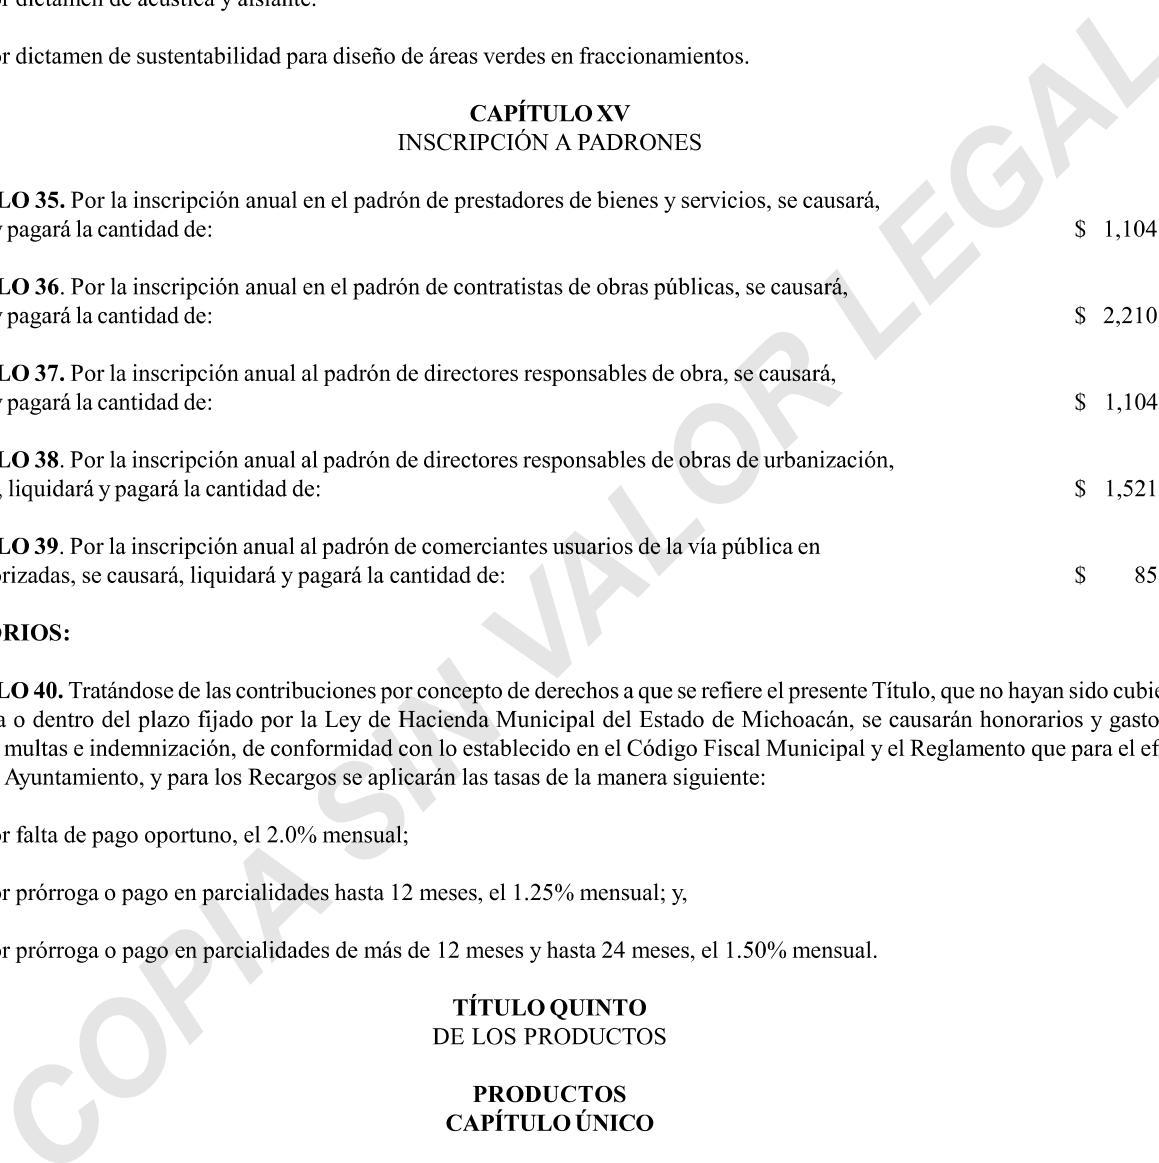 r dictamen de acústica y aislante.
r dictamen de sustentabilidad para diseño de áreas verdes en fraccionamientos.
CAPÍTULO XV
INSCRIPCIÓN A PADRONES
LO 35. Por la inscripción anual en el padrón de prestadores de bienes y servicios, se causará,
y pagará la cantidad de: $ 1,104
LO 36. Por la inscripción anual en el padrón de contratistas de obras públicas, se causará,
y pagará la cantidad de: $ 2,210
LO 37. Por la inscripción anual al padrón de directores responsables de obra, se causará,
y pagará la cantidad de: $ 1,104
LO 38. Por la inscripción anual al padrón de directores responsables de obras de urbanización,
, liquidará y pagará la cantidad de: $ 1,521
LO 39. Por la inscripción anual al padrón de comerciantes usuarios de la vía pública en
rizadas, se causará, liquidará y pagará la cantidad de: $ 85
ORIOS:
LO 40. Tratándose de las contribuciones por concepto de derechos a que se refiere el presente Título, que no hayan sido cubie
a o dentro del plazo fijado por la Ley de Hacienda Municipal del Estado de Michoacán, se causarán honorarios y gasto
multas e indemnización, de conformidad con lo establecido en el Código Fiscal Municipal y el Reglamento que para el ef
Ayuntamiento, y para los Recargos se aplicarán las tasas de la manera siguiente:
or falta de pago oportuno, el 2.0% mensual;
or prórroga o pago en parcialidades hasta 12 meses, el 1.25% mensual; y,
or prórroga o pago en parcialidades de más de 12 meses y hasta 24 meses, el 1.50% mensual.
TÍTULO QUINTO
DE LOS PRODUCTOS
PRODUCTOS
CAPÍTULO ÚNICO
COPIA SIN VALOR LEGAL